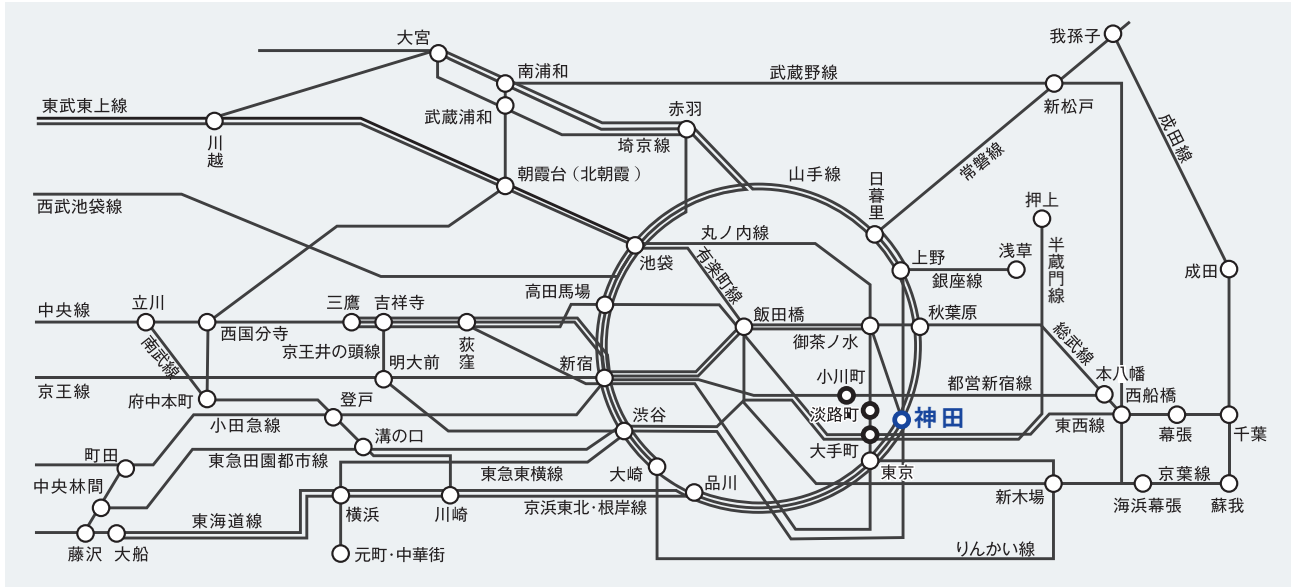 大宮
我孫子
南浦和
武蔵野線
東武東上線
武蔵浦和
赤羽
新松戸
埼京線
成田線
川越
常磐線
朝霞台（北朝霞）
山手線
日暮里
西武池袋線
押上
丸ノ内線
上野
浅草
半蔵門線
池袋
有楽町線
銀座線
成田
高田馬場
立川
三鷹
吉祥寺
中央線
飯田橋
秋葉原
西国分寺
御茶ノ水
総武線
南武線
京王井の頭線
荻窪
明大前
新宿
小川町
都営新宿線
本八幡
京王線
府中本町
登戸
西船橋
小田急線
渋谷
淡路町
神田
東西線
幕張
千葉
溝の口
町田
東急田園都市線
大手町
東急東横線
大崎
東京
京葉線
中央林間
品川
新木場
海浜幕張
蘇我
東海道線
横浜
川崎
京浜東北・根岸線
藤沢
大船
元町・中華街
りんかい線